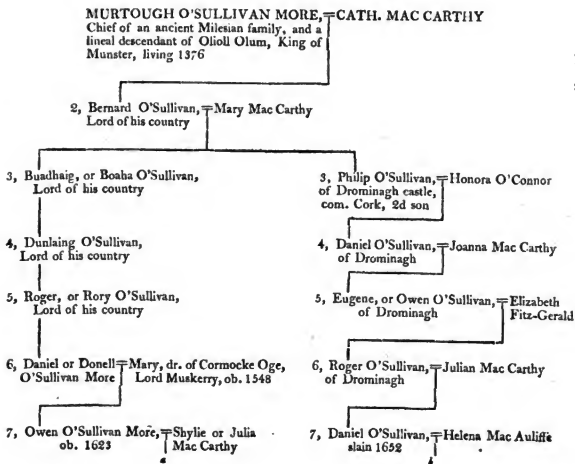 MURTOUGH O'SULLIVAN MORE, CATH. MAC CARTHY
Chief of an ancient Milesian family, and a
lineal descendant of Olioll Olum, King of
Munster, living 1376
2, Bernard O'Sullivan, Mary Mac Carthy
Lord of his country
3, Buadhaig, or Boaha O'Sullivan,
Lord of his country
3, Philip O'Sullivan, Honora O'Connor
of Drominagh castle,
com. Cork, 2d son
4, Dunlaing O'Sullivan,
Lord of his country
4, Daniel O'Sullivan, Joanna Mac Carthy
of Drominagh
5, Roger, or Rory O'Sullivan,
Lord of his country
5, Eugene, or Owen O'Sullivan, Elizabeth
of Drominagh Fitz-Gerald
6, Daniel or Donell Mary, dr. of Cormocke Oge,
O'Sullivan More Lord Muskerry, ob. 1548
6, Roger O'Sullivan, Julian Mac Carthy
of Drominagh
7, Owen O'Sullivan More, Shylie or Julia
ob. 1623 Mac Carthy
7, Daniel O'Sullivan, Helena Mac Auliffe
slain 1652